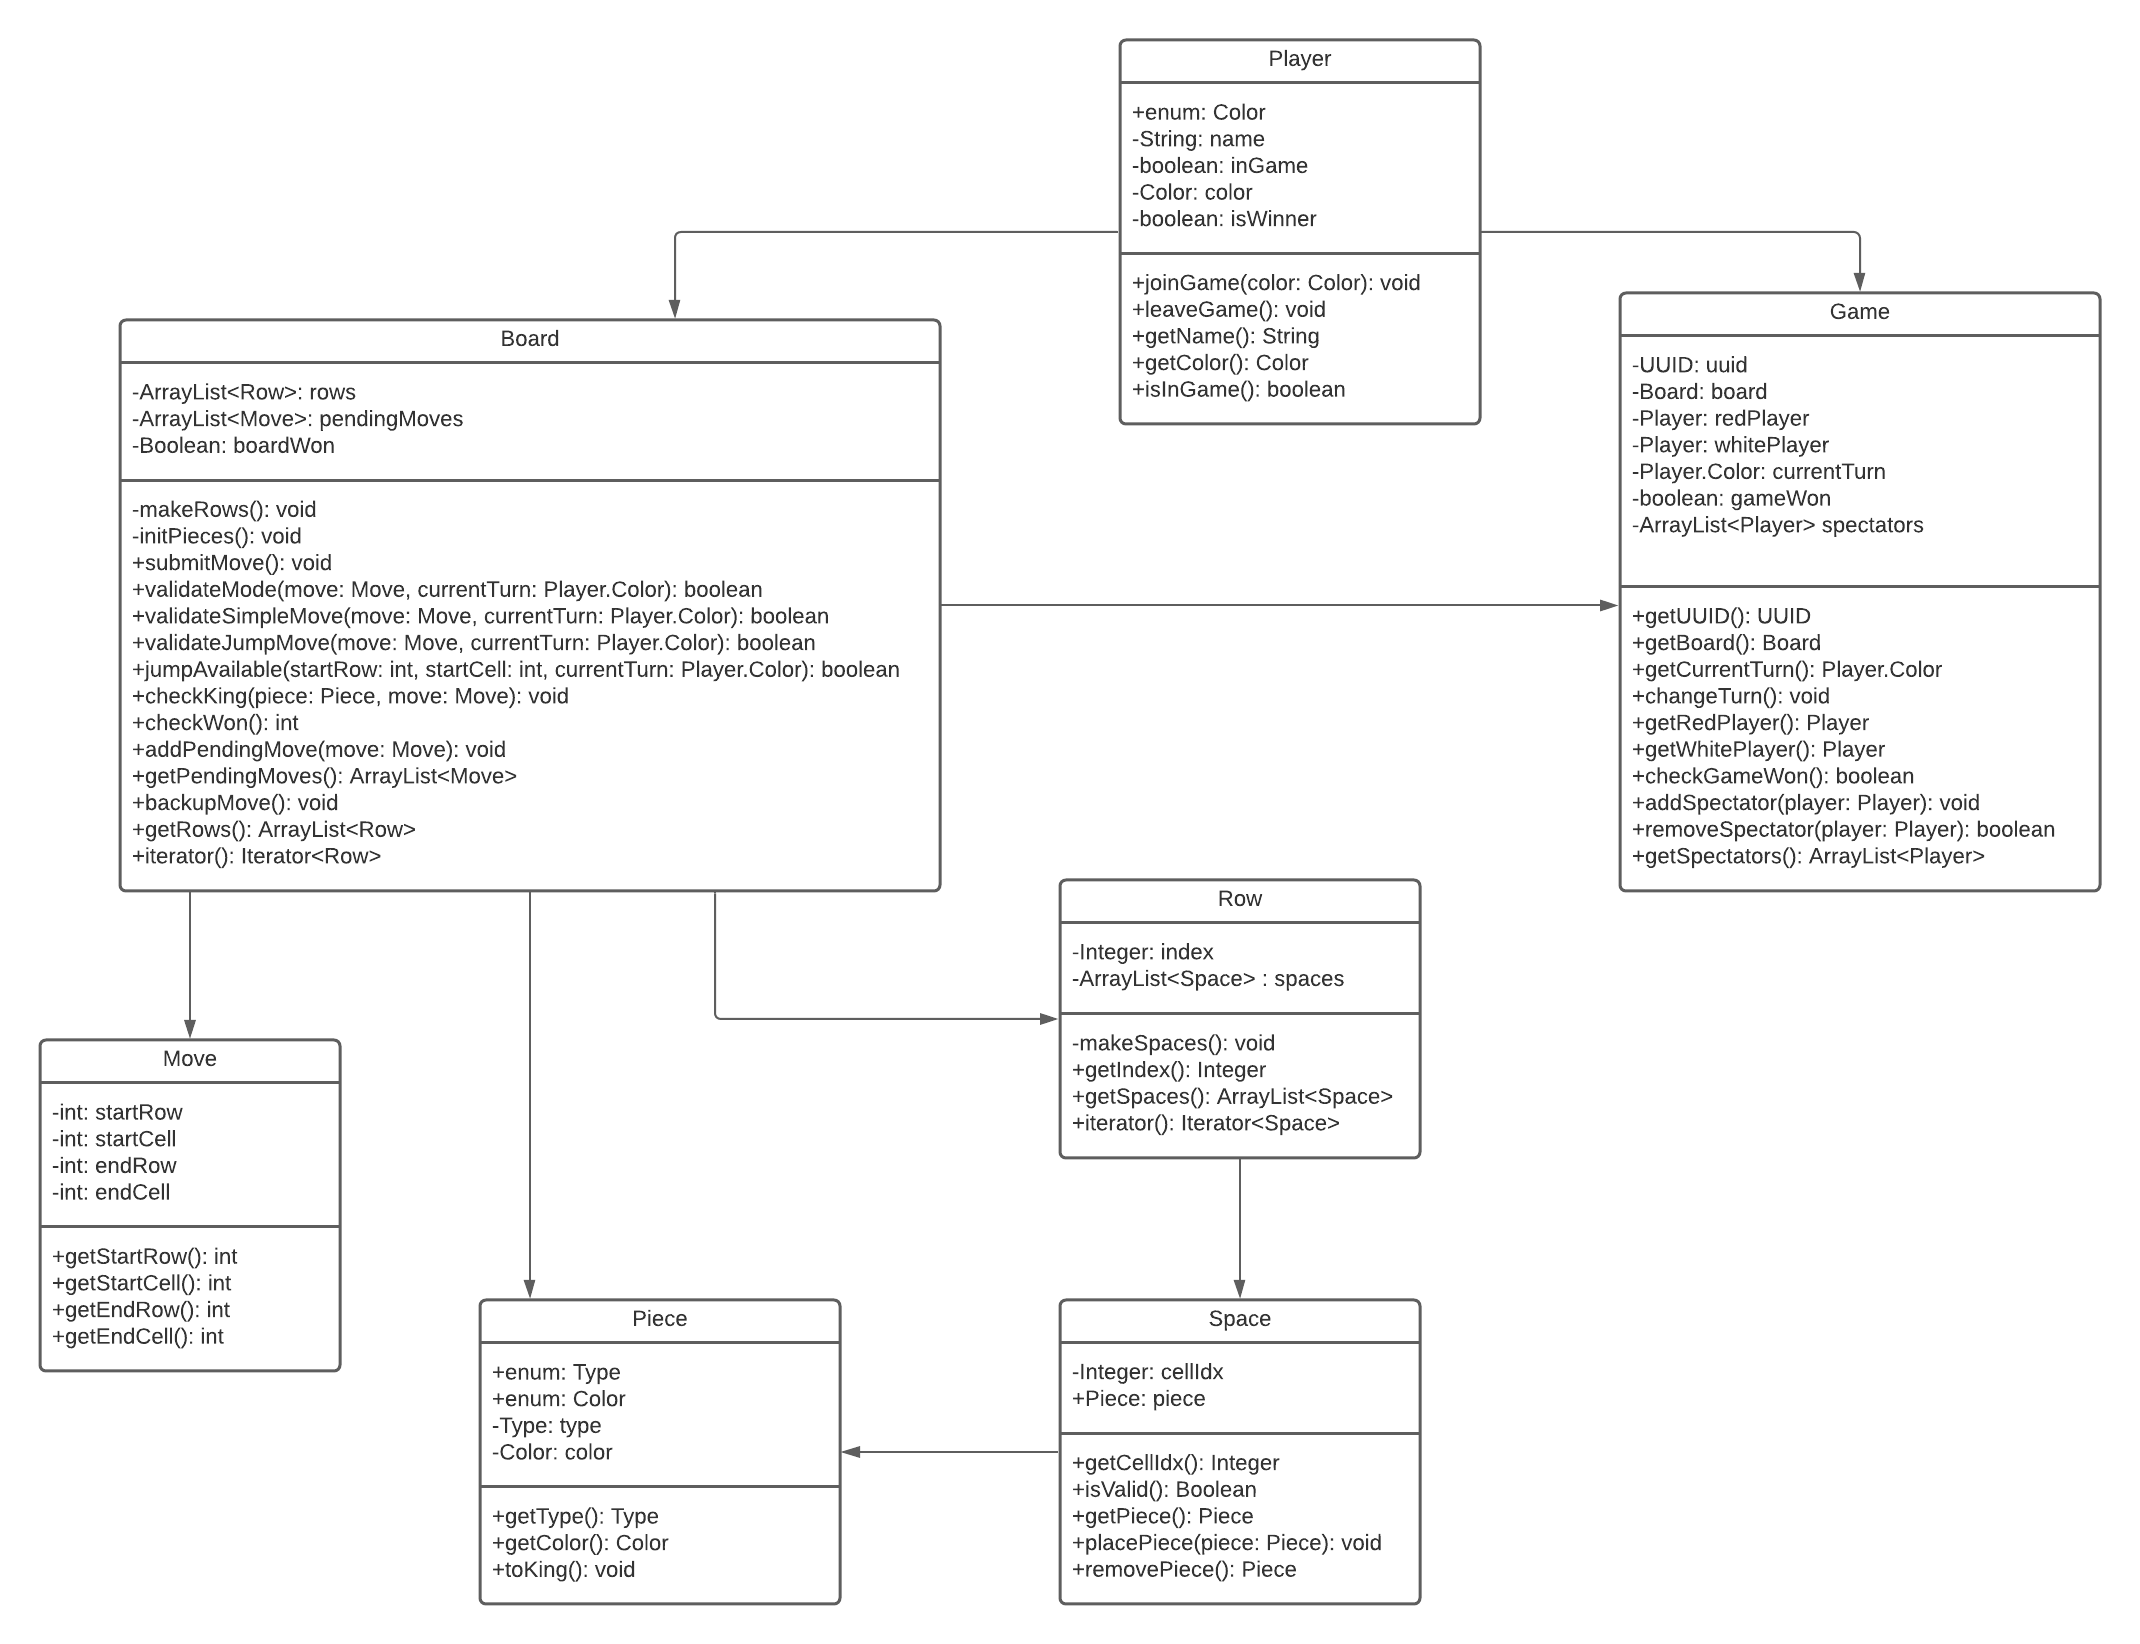 Player
+enum: Color
-String: name
-boolean: inGame
-Color: color
-boolean: isWinner
+joinGame(color: Color): void
+leaveGame(): void
+getName(): String
+getColor(): Color
+isInGame(): boolean
Board
-ArrayList<Row>: rows
-ArrayList<Move>: pendingMoves
-Boolean: boardWon
-makeRows(): void
-initPieces(): void
+submitMove(): void
+validateMode(move: Move, currentTurn: Player.Color): boolean
+validateSimpleMove(move: Move, currentTurn: Player.Color): boolean
+validateJumpMove(move: Move, currentTurn: Player.Color): boolean
+jumpAvailable(startRow: int, startCell: int, currentTurn: Player.Color): boolean
+checkKing(piece: Piece, move: Move): void
+checkWon(): int
+addPendingMove(move: Move): void
+getPendingMoves(): ArrayList<Move>
+backupMove(): void
+getRows(): ArrayList<Row>
+iterator(): Iterator<Row>
Game
-UUID: uuid
-Board: board
-Player: redPlayer
-Player: whitePlayer
-Player.Color: currentTurn
-boolean: gameWon
-ArrayList<Player> spectators
+getUUID(): UUID
+getBoard(): Board
+getCurrentTurn(): Player.Color
+changeTurn(): void
+getRedPlayer(): Player
+getWhitePlayer(): Player
+checkGameWon(): boolean
+addSpectator(player: Player): void
+removeSpectator(player: Player): boolean
+getSpectators(): ArrayList<Player>
Row
-Integer: index
-ArrayList<Space> : spaces
-makeSpaces(): void
+getIndex(): Integer
+getSpaces(): ArrayList<Space>
+iterator(): Iterator<Space>
Move
-int: startRow
-int: startCell
-int: endRow
-int: endCell
+getStartRow(): int
+getStartCell(): int
+getEndRow(): int
+getEndCell(): int
Piece
+enum: Type
+enum: Color
-Type: type
-Color: color
+getType(): Type
+getColor(): Color
+toKing(): void
Space
-Integer: cellIdx
+Piece: piece
+getCellIdx(): Integer
+isValid(): Boolean
+getPiece(): Piece
+placePiece(piece: Piece): void
+removePiece(): Piece